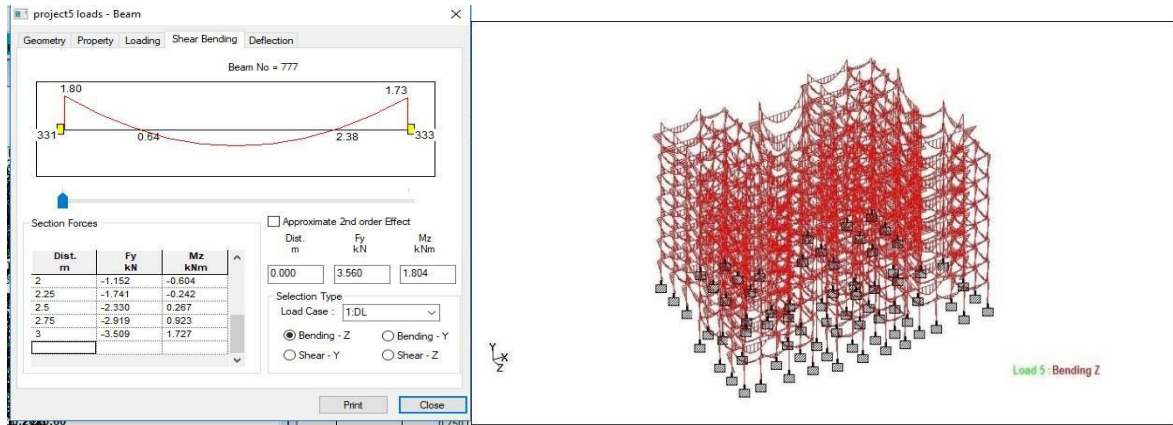 project5 loads - Beam
Geometry Property Loading Shear Bending Deflection
Beam No = 777
1.80 1.73
331 0.64 2.38 333
Section Forces
Dist. m Fy kN Mz kNm
2 -1.152 -0.604
2.25 -1.741 -0.242
2.5 -2.330 0.267
2.75 -2.919 0.923
3 -3.509 1.727
Approximate 2nd order Effect
Dist. m Fy kN Mz kNm
0.000 3.560 1.804
Selection Type
Load Case : 1:DL
Bending - Z Bending - Y
Shear - Y Shear - Z
Print Close
Y
X
Z
Load 5 : Bending Z